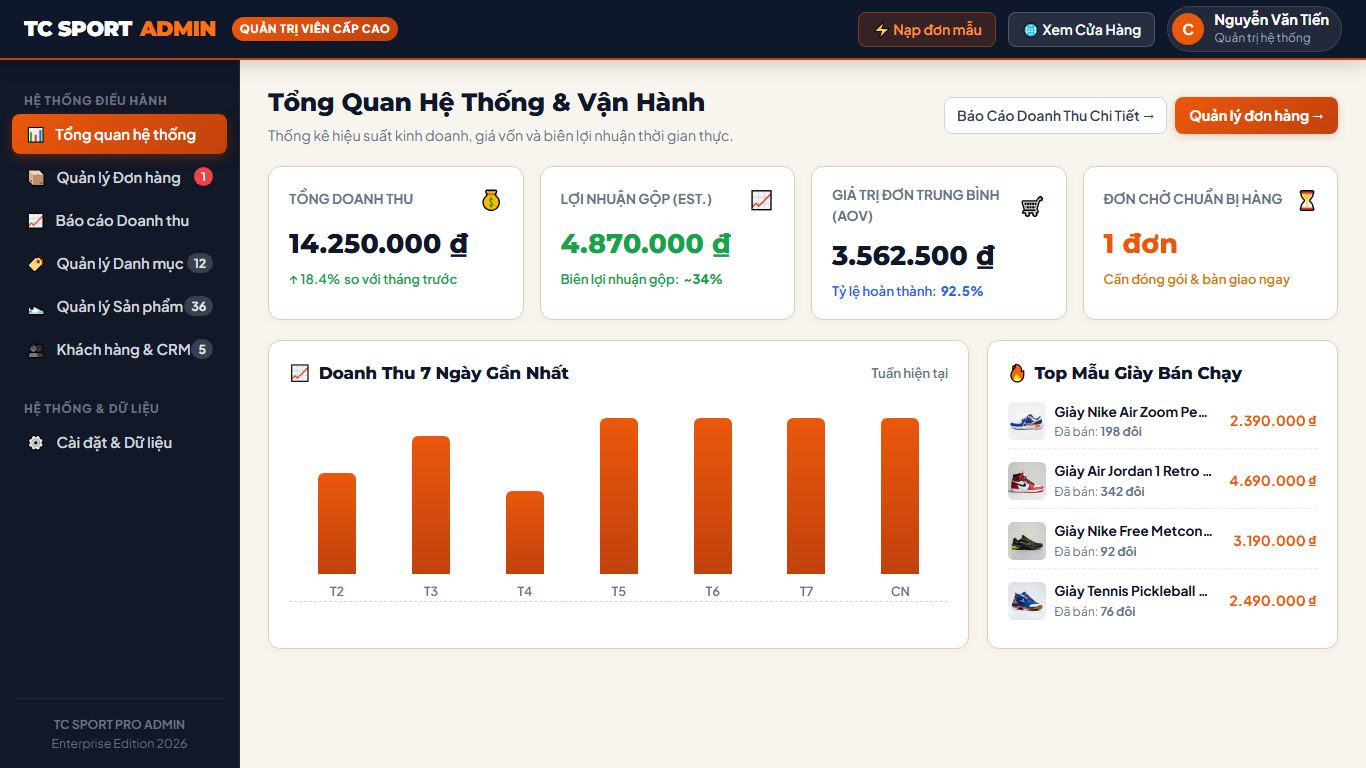 TC SPORT ADMIN
QUẢN TRỊ VIÊN CẤP CAO
⚡ Nạp đơn mẫu
🌐 Xem Cửa Hàng
C
Nguyễn Văn Tiến
Quản trị hệ thống
HỆ THỐNG ĐIỀU HÀNH
📊 Tổng quan hệ thống
📦 Quản lý Đơn hàng 1
📈 Báo cáo Doanh thu
🏷️ Quản lý Danh mục 12
👟 Quản lý Sản phẩm 36
👥 Khách hàng & CRM 5
HỆ THỐNG & DỮ LIỆU
⚙️ Cài đặt & Dữ liệu
TC SPORT PRO ADMIN
Enterprise Edition 2026
Tổng Quan Hệ Thống & Vận Hành
Thống kê hiệu suất kinh doanh, giá vốn và biên lợi nhuận thời gian thực.
Báo Cáo Doanh Thu Chi Tiết →
Quản lý đơn hàng →
TỔNG DOANH THU
14.250.000 ₫
↑ 18.4% so với tháng trước
LỢI NHUẬN GỘP (EST.)
4.870.000 ₫
Biên lợi nhuận gộp: ~34%
GIÁ TRỊ ĐƠN TRUNG BÌNH
(AOV)
3.562.500 ₫
Tỷ lệ hoàn thành: 92.5%
ĐƠN CHỜ CHUẨN BỊ HÀNG
1 đơn
Cần đóng gói & bàn giao ngay
📈 Doanh Thu 7 Ngày Gần Nhất
Tuần hiện tại
T2 T3 T4 T5 T6 T7 CN
🔥 Top Mẫu Giày Bán Chạy
Giày Nike Air Zoom Pe...
Đã bán: 198 đôi
2.390.000 ₫
Giày Air Jordan 1 Retro ...
Đã bán: 342 đôi
4.690.000 ₫
Giày Nike Free Metcon...
Đã bán: 92 đôi
3.190.000 ₫
Giày Tennis Pickleball ...
Đã bán: 76 đôi
2.490.000 ₫